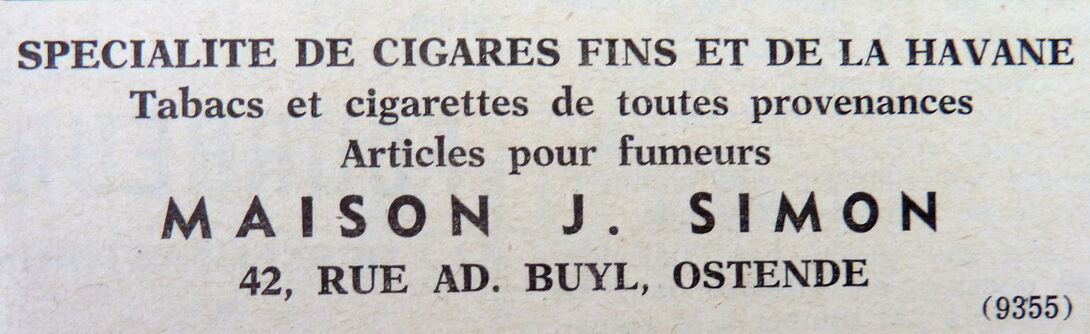 SPECIALITE DE CIGARES FINS ET DE LA HAVANE
Tabacs et cigarettes de toutes provenances
Articles pour fumeurs
MAISON J. SIMON
42, RUE AD. BUYL, OSTENDE
(9355)